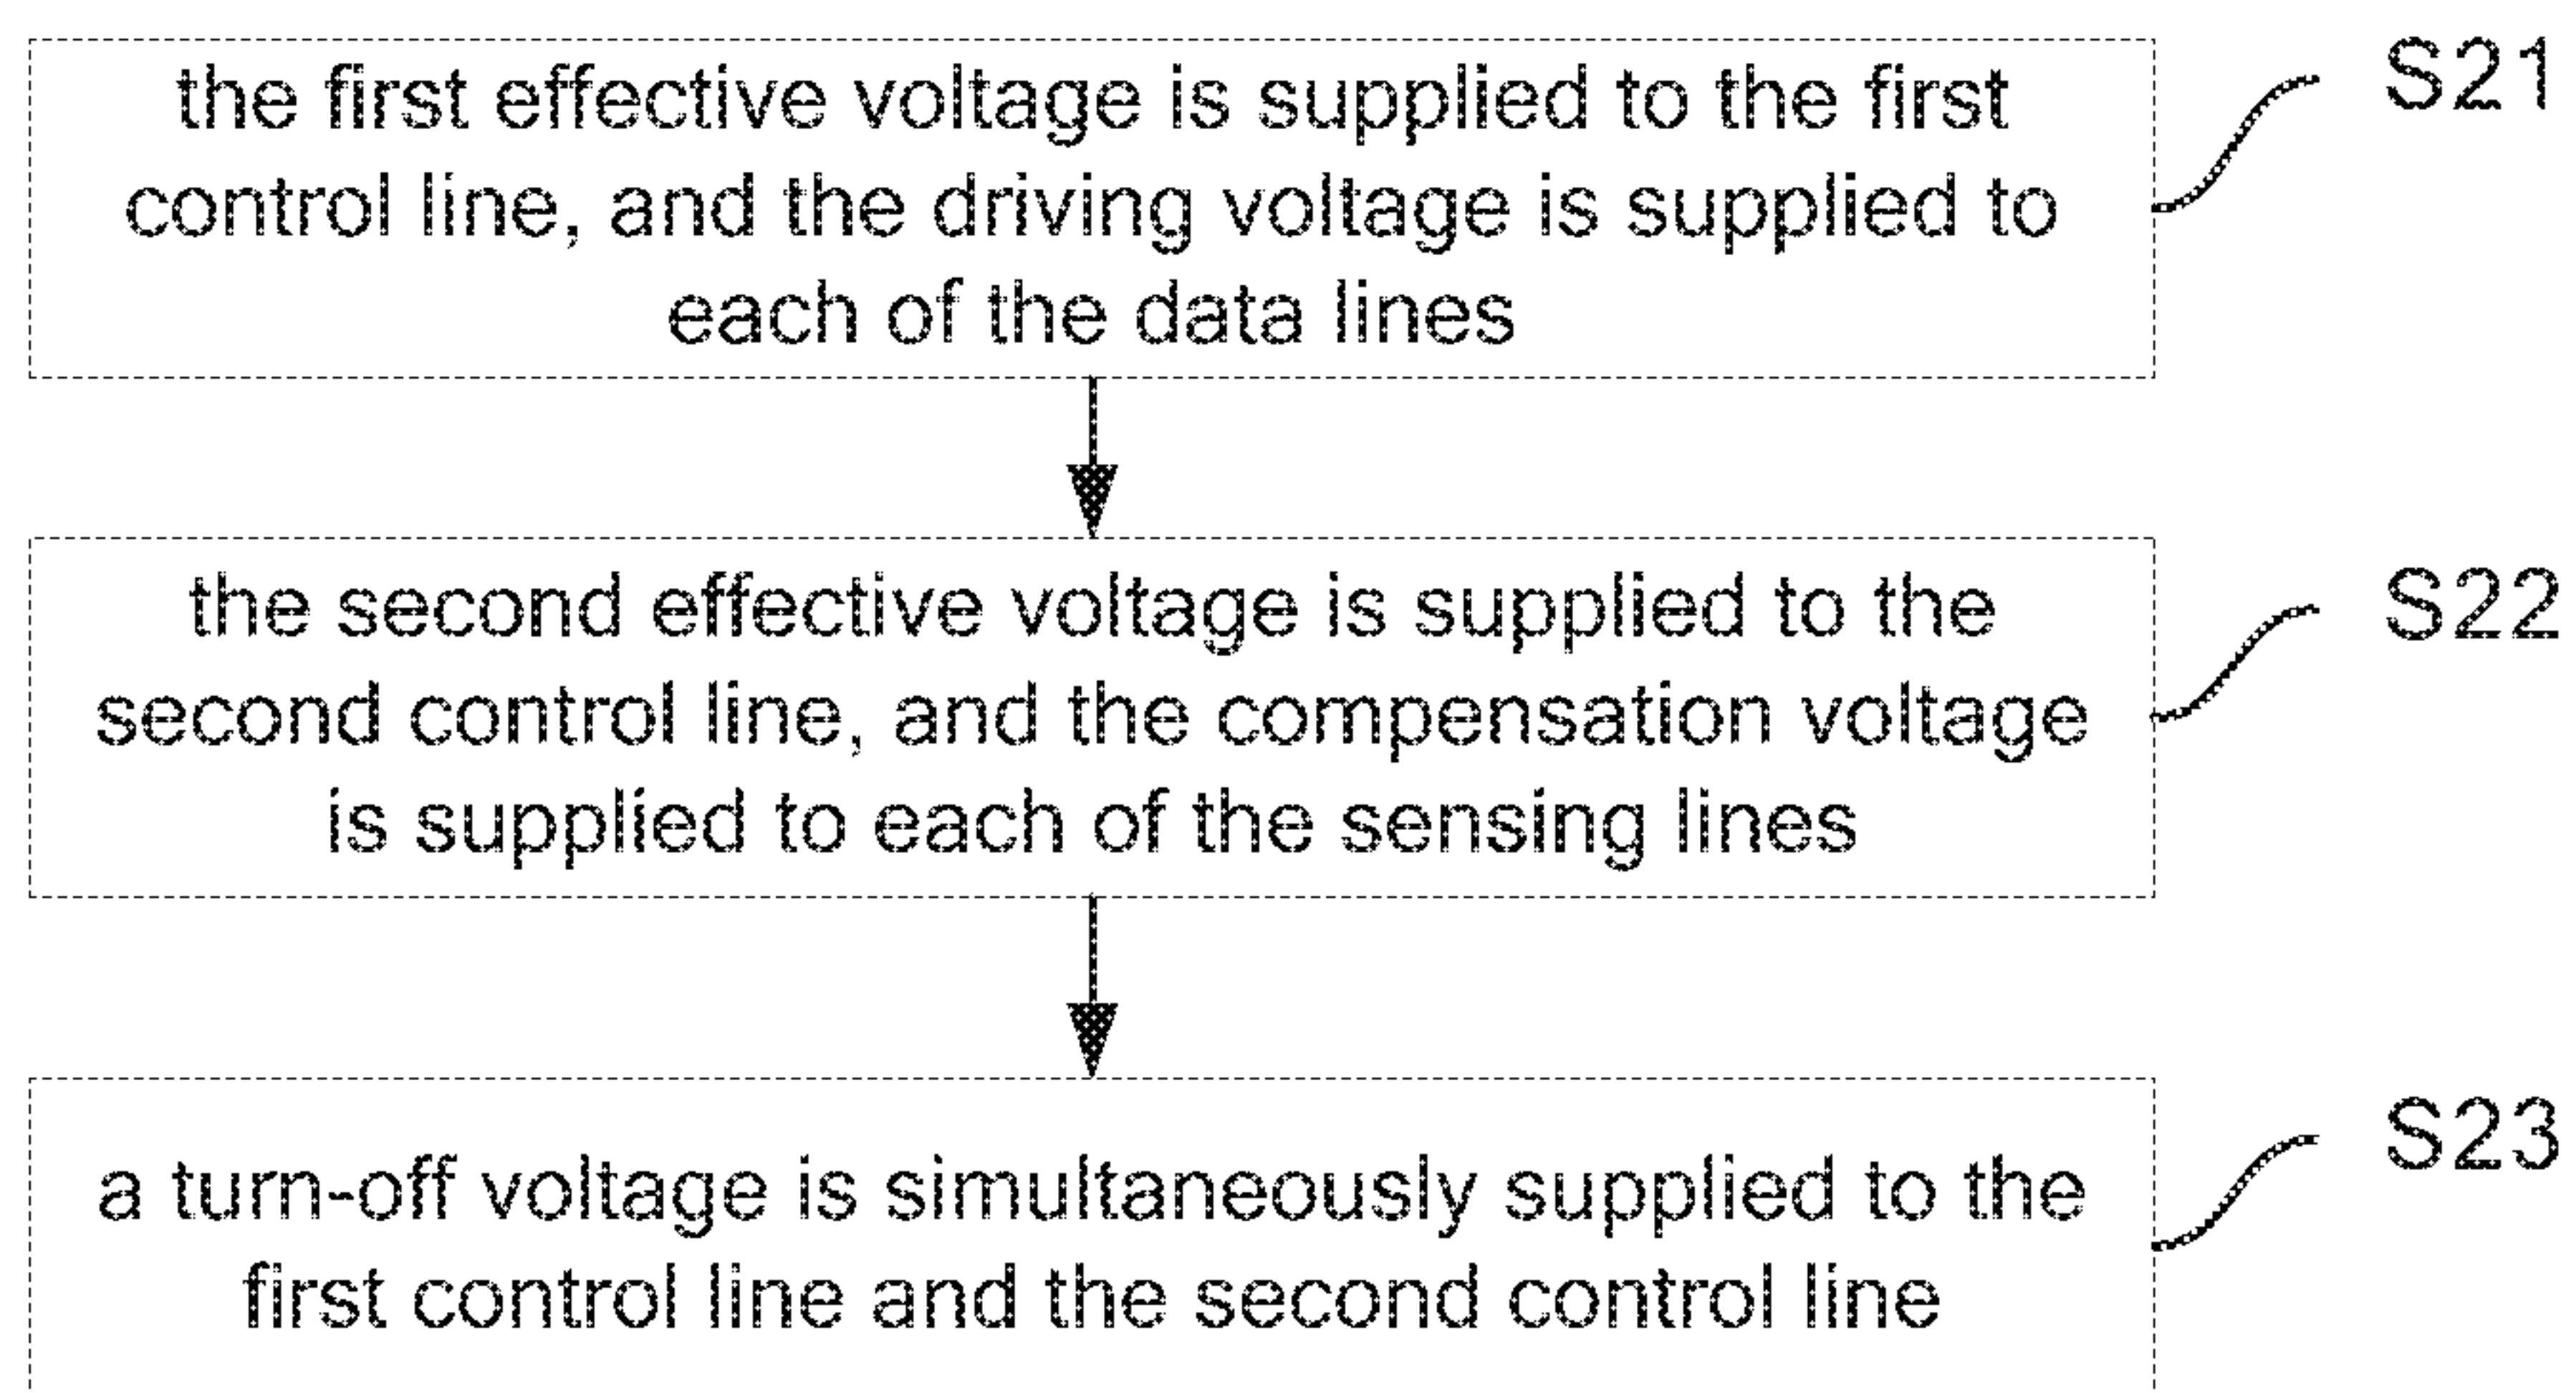 the first effective voltage is supplied to the first
control line, and the driving voltage is supplied to
each of the data lines
S21
the second effective voltage is supplied to the
second control line, and the compensation voltage
is supplied to each of the sensing lines
S22
a turn-off voltage is simultaneously supplied to the
first control line and the second control line
S23